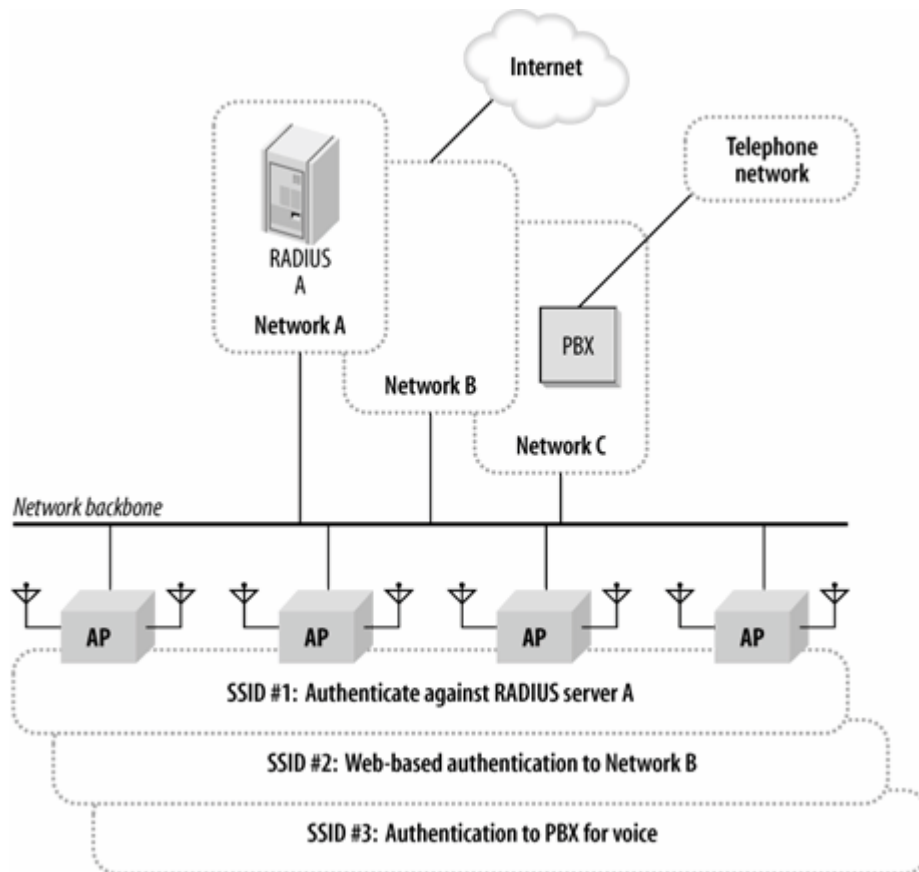 Internet
Telephone
network
RADIUS
A
Network A
PBX
Network B
Network C
Network backbone
AP
AP
AP
AP
SSID #1: Authenticate against RADIUS server A
SSID #2: Web-based authentication to Network B
SSID #3: Authentication to PBX for voice